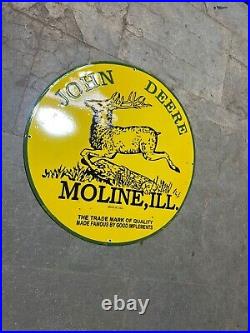 JOHN DEERE
MOLINE, ILL.
THE TRADE MARK OF QUALITY
MADE FAMOUS BY GOOD IMPLEMENTS